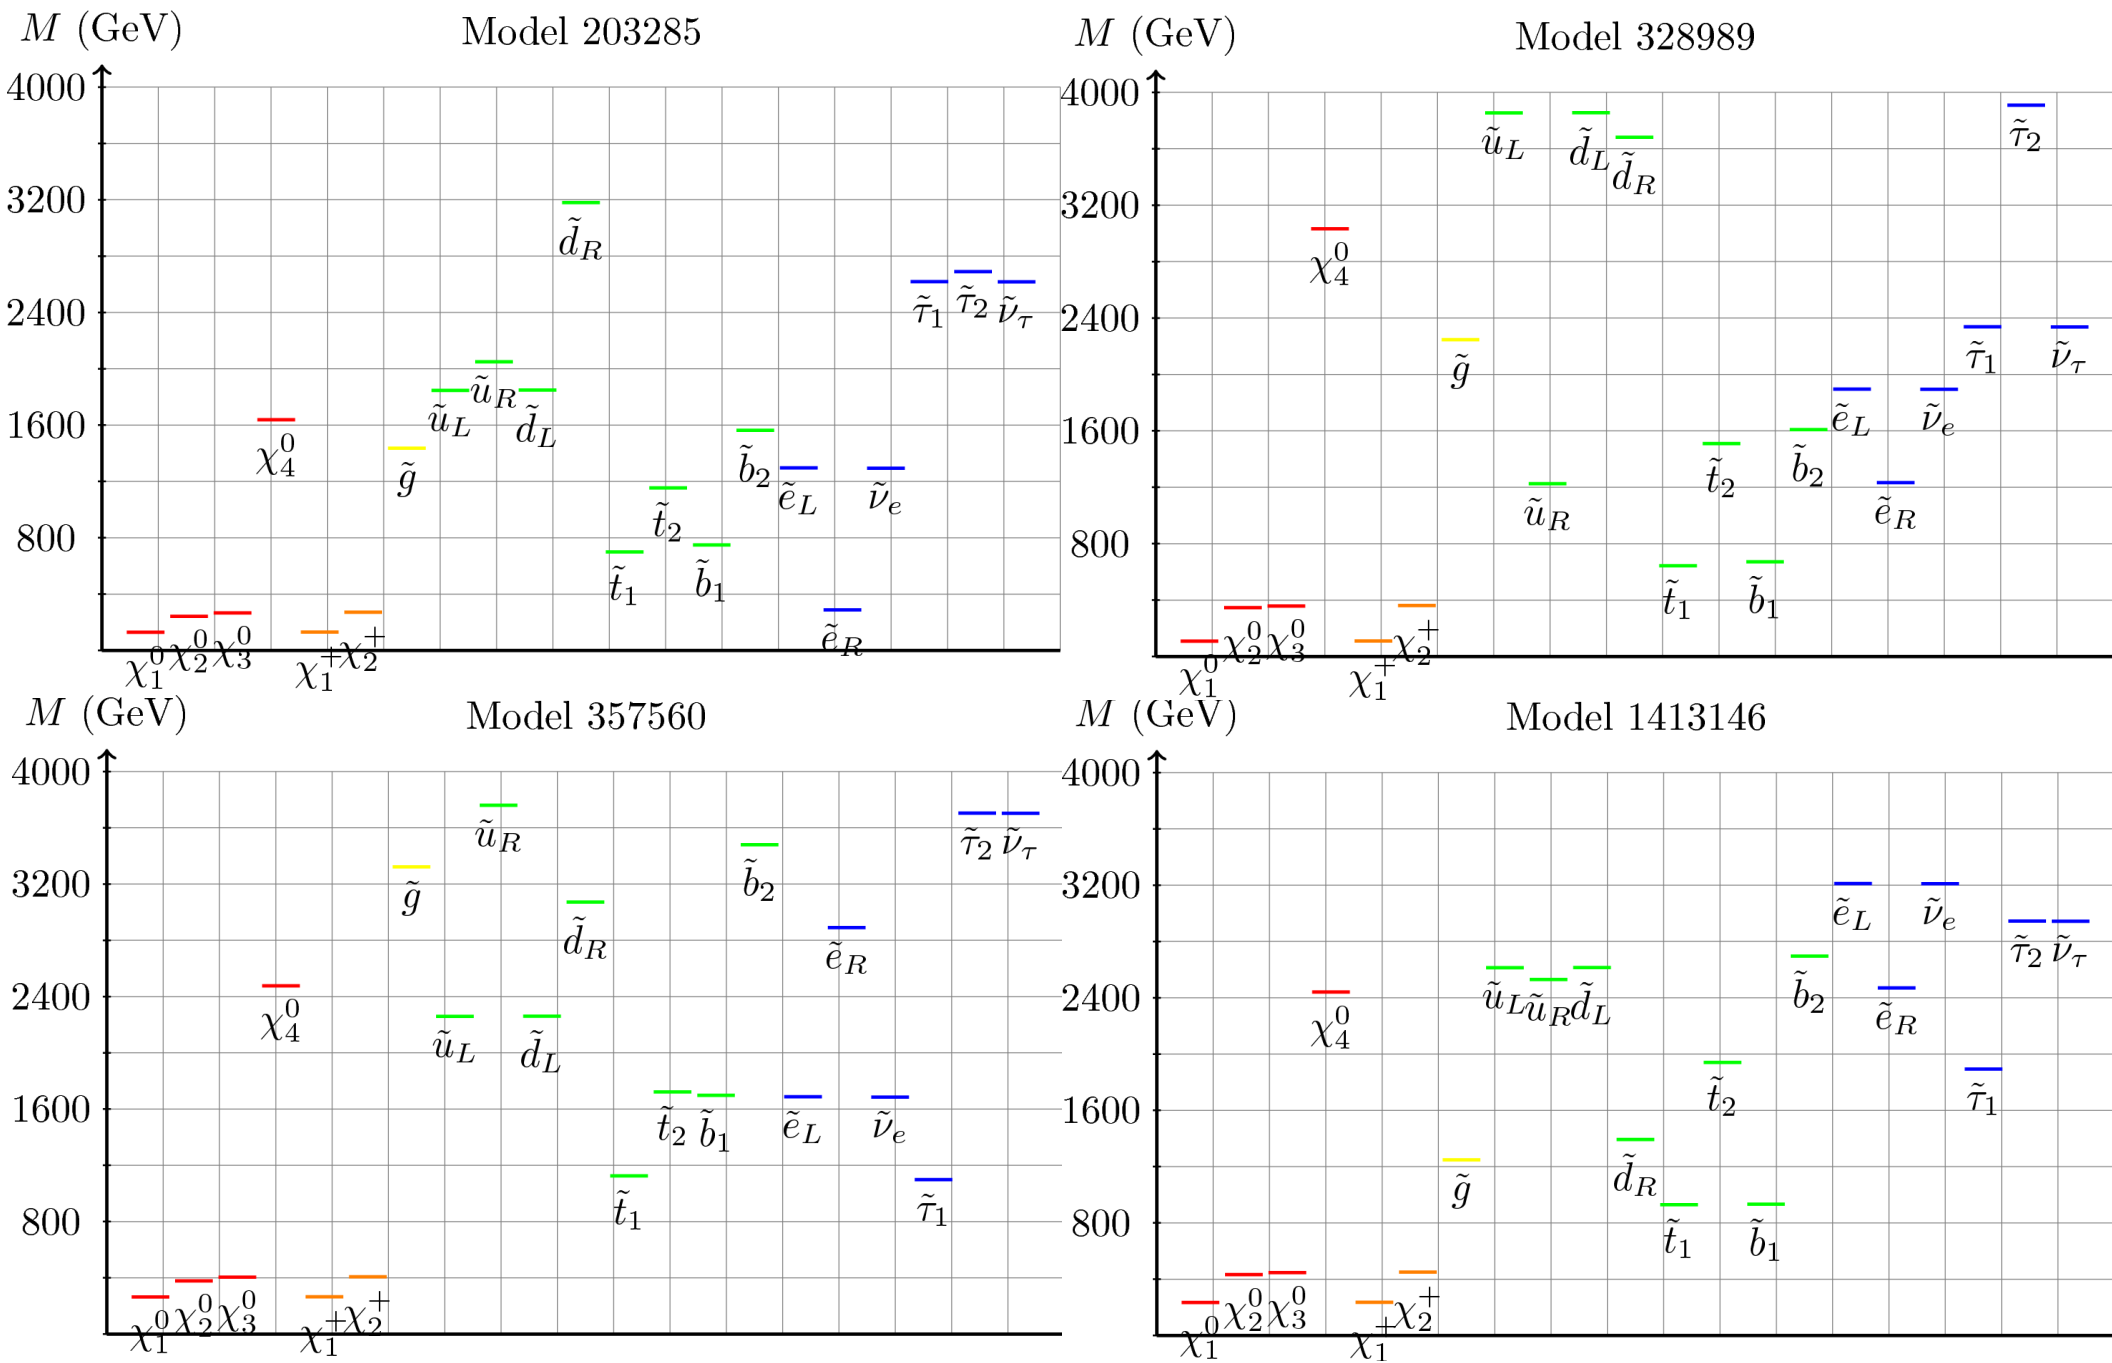 M (GeV) Model 203285
4000
3200
2400
1600
800
χ̃₁⁰ χ₂⁰ χ₃⁰ χ₄⁰ χ₁⁺ χ₂⁺ g̃ ũ_L ũ_R d̃_L d̃_R t̃₁ t̃₂ b̃₁ b̃₂ ẽ_L ẽ_R ν̃_e τ̃₁ τ̃₂ ν̃_τ
M (GeV) Model 328989
4000
3200
2400
1600
800
χ₁⁰ χ₂⁰ χ₃⁰ χ₄⁰ χ₁⁺ χ₂⁺ g̃ ũ_L ũ_R d̃_L d̃_R t̃₁ t̃₂ b̃₁ b̃₂ ẽ_L ẽ_R ν̃_e τ̃₁ τ̃₂ ν̃_τ
M (GeV) Model 357560
4000
3200
2400
1600
800
χ₁⁰ χ₂⁰ χ₃⁰ χ₄⁰ χ₁⁺ χ₂⁺ g̃ ũ_L ũ_R d̃_L d̃_R t̃₁ t̃₂ b̃₁ b̃₂ ẽ_L ẽ_R ν̃_e τ̃₁ τ̃₂ ν̃_τ
M (GeV) Model 1413146
4000
3200
2400
1600
800
χ₁⁰ χ₂⁰ χ₃⁰ χ₄⁰ χ₁⁺ χ₂⁺ g̃ ũ_L ũ_R d̃_L d̃_R t̃₁ t̃₂ b̃₁ b̃₂ ẽ_L ẽ_R ν̃_e τ̃₁ τ̃₂ ν̃_τ